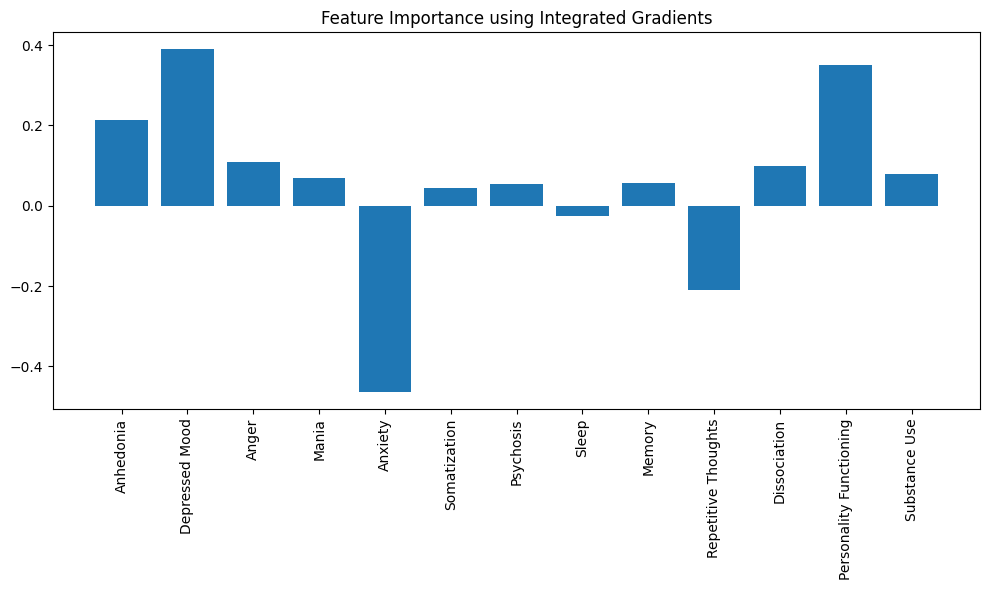 Feature Importance using Integrated Gradients
0.4
0.2
0.0
−0.2
−0.4
Anhedonia
Depressed Mood
Anger
Mania
Anxiety
Somatization
Psychosis
Sleep
Memory
Repetitive Thoughts
Dissociation
Personality Functioning
Substance Use